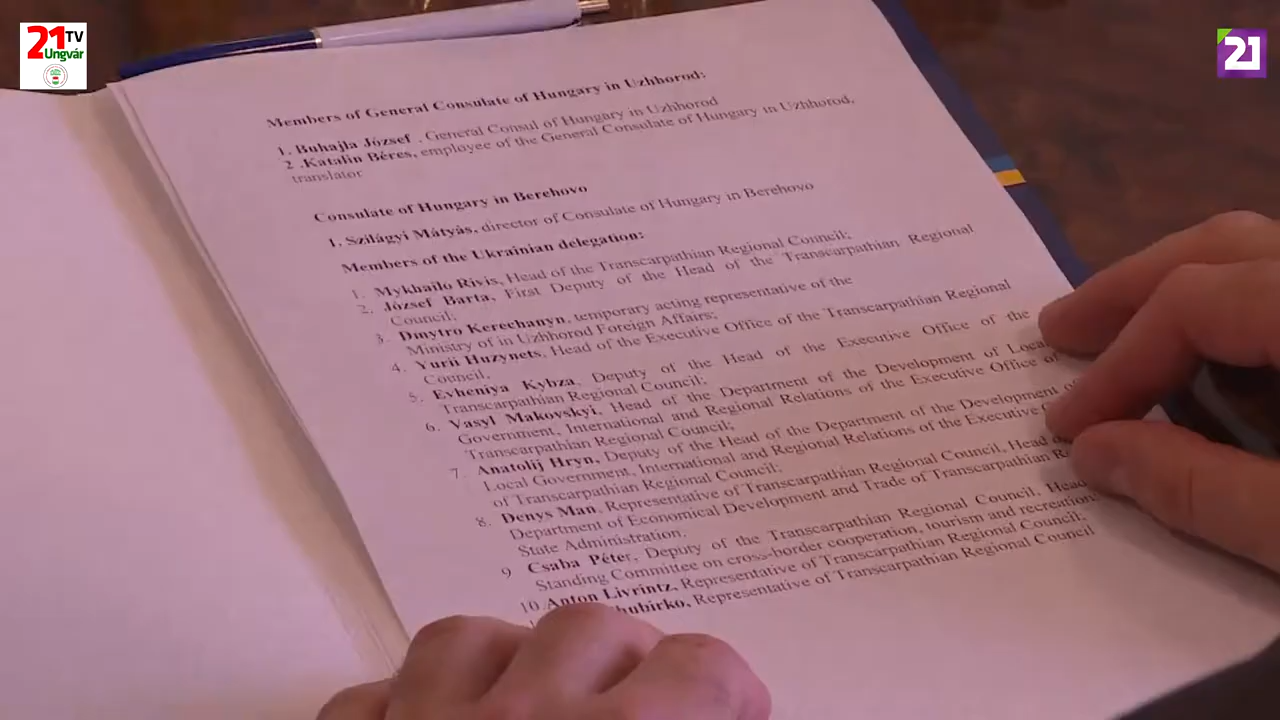 21 TV
Ungvár
21
Members of General Consulate of Hungary in Uzhhorod:
1. Buhajla József , General Consul of Hungary in Uzhhorod
2 .Katalin Béres, employee of the General Consulate of Hungary in Uzhhorod,
translator
Consulate of Hungary in Berehovo
1. Szilágyi Mátyás, director of Consulate of Hungary in Berehovo
Members of the Ukrainian delegation:
1. Mykhailo Rivis, Head of the Transcarpathian Regional Council;
2. József Barta, First Deputy of the Head of the Transcarpathian Regional
Council;
3. Dmytro Kerechanyn, temporary acting representative of the
Ministry of in Uzhhorod Foreign Affairs;
4. Yurii Huzynets, Head of the Executive Office of the Transcarpathian Regional
Council.
5. Evheniya Kybza, Deputy of the Head of the Executive Office of the
Transcarpathian Regional Council;
6. Vasyl Makovskyi, Head of the Department of the Development of Local
Government, International and Regional Relations of the Executive Office of
Transcarpathian Regional Council;
7. Anatolij Hryn, Deputy of the Head of the Department of the Development of
Local Government, International and Regional Relations of the Executive
of Transcarpathian Regional Council;
8. Denys Man, Representative of Transcarpathian Regional Council, Head
Department of Economical Development and Trade of Transcarpathian
State Administration;
9 Csaba Péter, Deputy of the Transcarpathian Regional Council, Head
Standing Committee on cross-border cooperation, tourism and recreation
10 Anton Livrintz, Representative of Transcarpathian Regional Council;
hubirko, Representative of Transcarpathian Regional Council